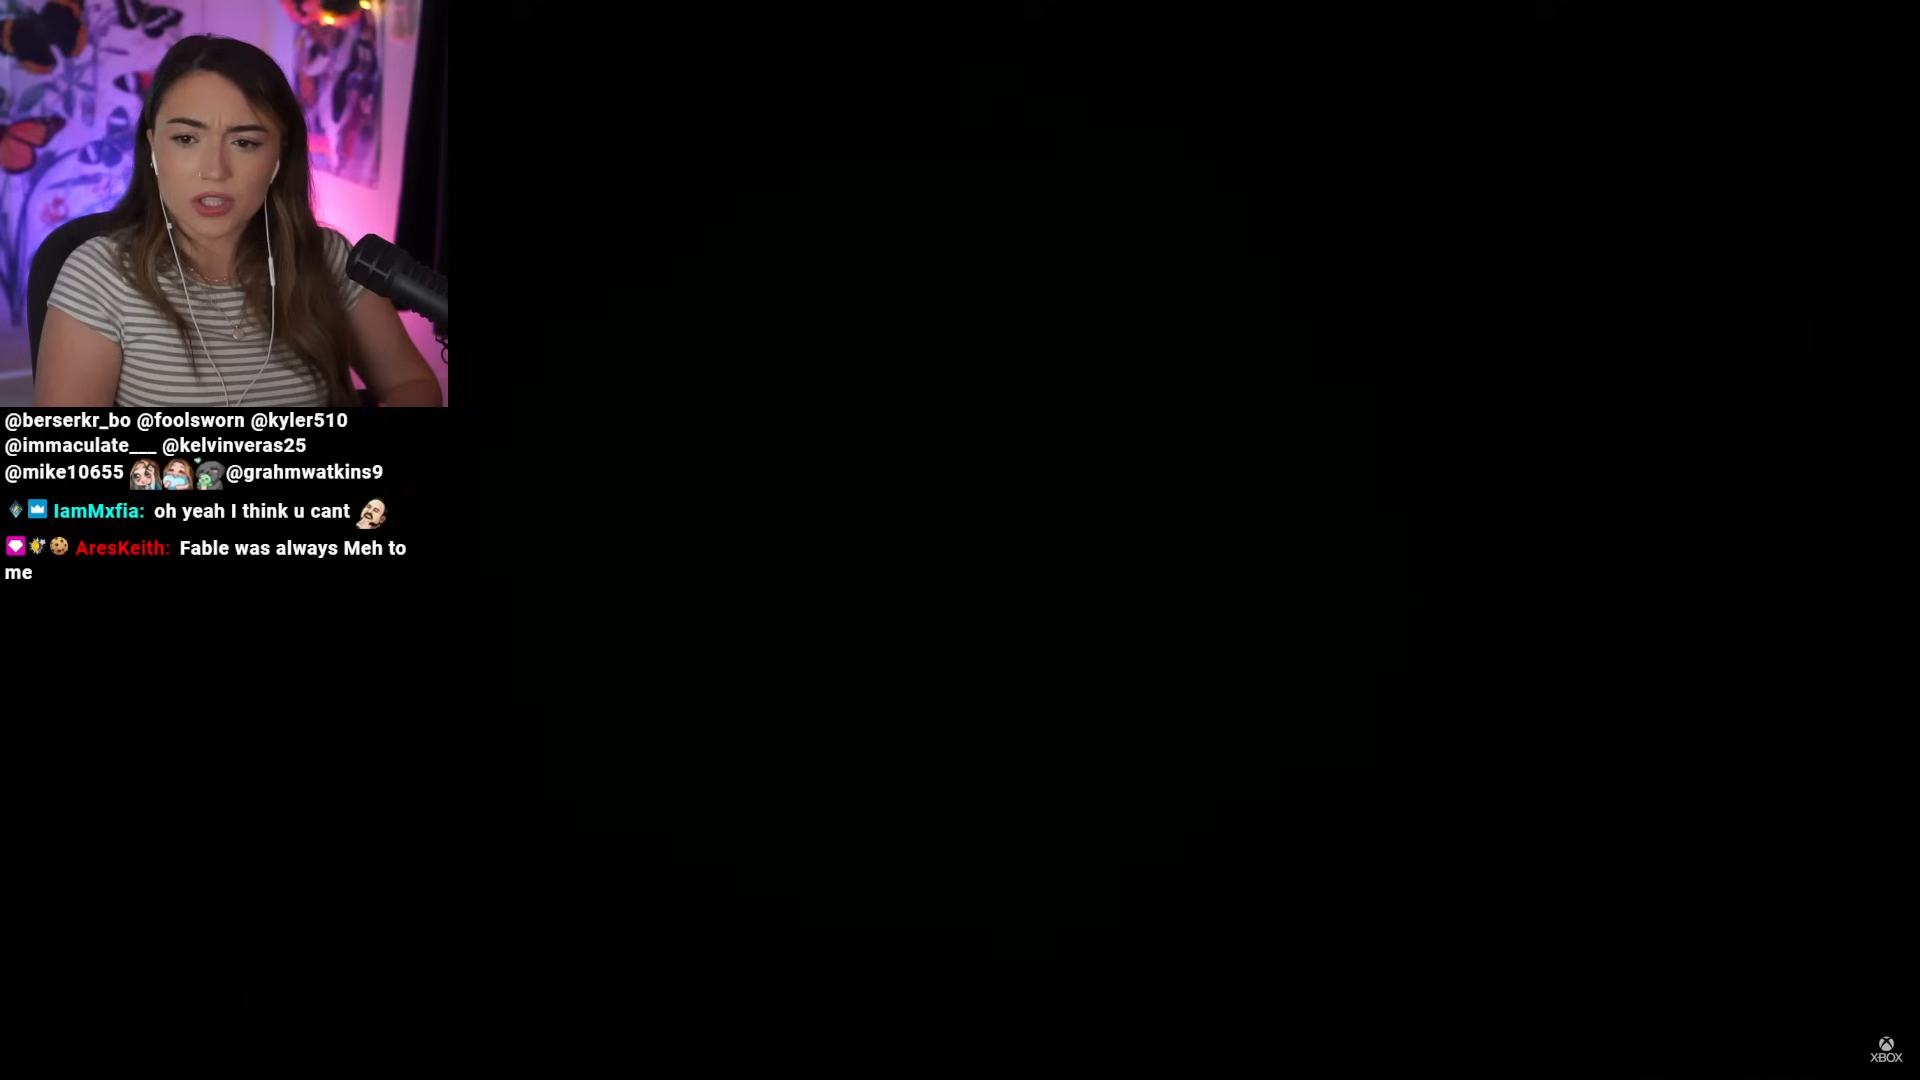 @berserkr_bo @foolsworn @kyler510
@immaculate___ @kelvinveras25
@mike10655 @grahmwatkins9
IamMxfia: oh yeah I think u cant
AresKeith: Fable was always Meh to
me
XBOX